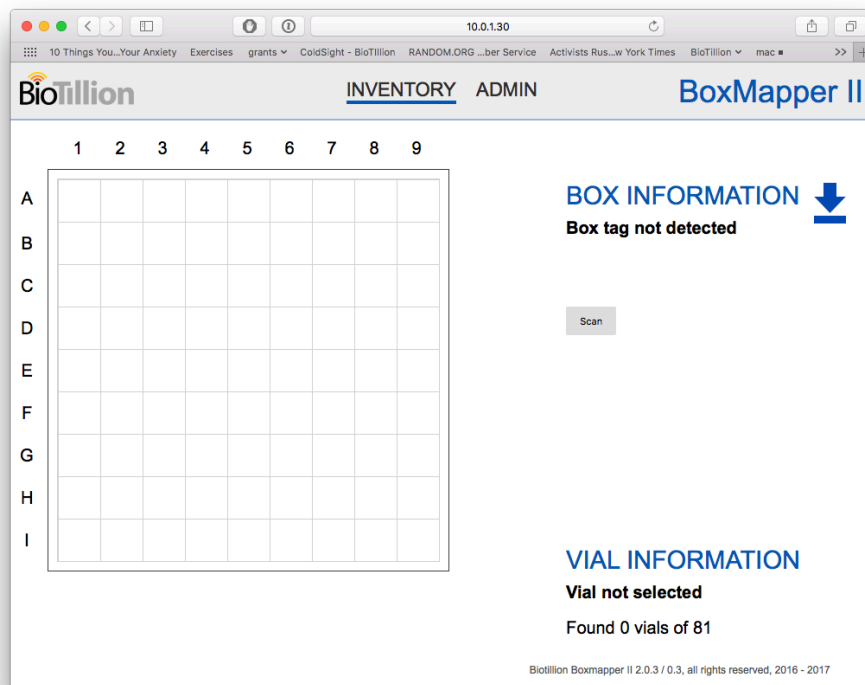 10.0.1.30
10 Things You...Your Anxiety Exercises grants ColdSight - BioTIllion RANDOM.ORG ...ber Service Activists Rus...w York Times BioTillion mac >> +
BioTillion INVENTORY ADMIN BoxMapper II
1 2 3 4 5 6 7 8 9
A
B
C
D
E
F
G
H
I
BOX INFORMATION
Box tag not detected
Scan
VIAL INFORMATION
Vial not selected
Found 0 vials of 81
Biotillion Boxmapper II 2.0.3 / 0.3, all rights reserved, 2016 - 2017